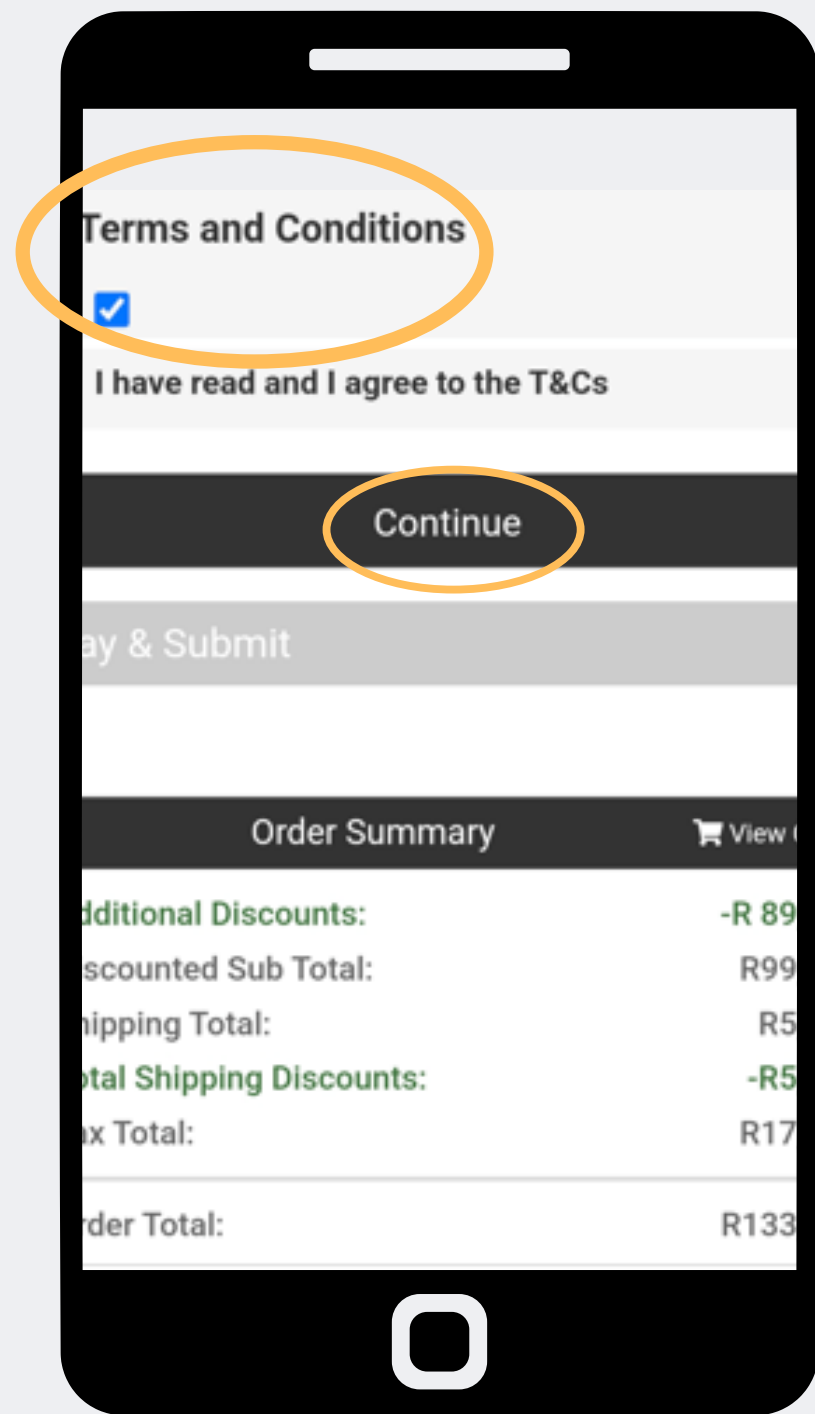 Terms and Conditions
I have read and I agree to the T&Cs
Continue
ay & Submit
Order Summary View
dditional Discounts: -R 89
scounted Sub Total: R99
hipping Total: R5
otal Shipping Discounts: -R5
ax Total: R17
rder Total: R133